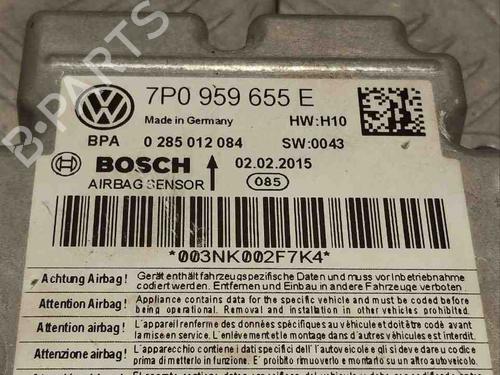 7P0 959 655 E
Made in Germany HW:H10
BPA 0 285 012 084 SW:0043
BOSCH 02.02.2015
AIRBAG SENSOR 085
*003NK002F7K4*
Achtung Airbag! Gerät enthält fahrzeugspezifische Daten und muss vor Inbetriebnahme
codiert werden. Entfernen und Einbau in andere Fahrzeuge verboten.
Attention Airbag! Appliance contains data for the specific vehicle and must be coded before
being operational. Removal and installation in other vehicles prohibited.
Attention airbag! L'appareil renferme des données spécifiques au véhicule et doit être codé avant
la mise en service. L'enlèvement et le montage dans d'autres véhicules est interdit.
Attenzione airbag! L'apparecchio contiene i dati specifici dell'autoveicolo e gli si deve dare un codice
prima di metterlo in funzion. E' proibito rimuoverlo e montarlo su altri autoveicolo.
B-PARTS